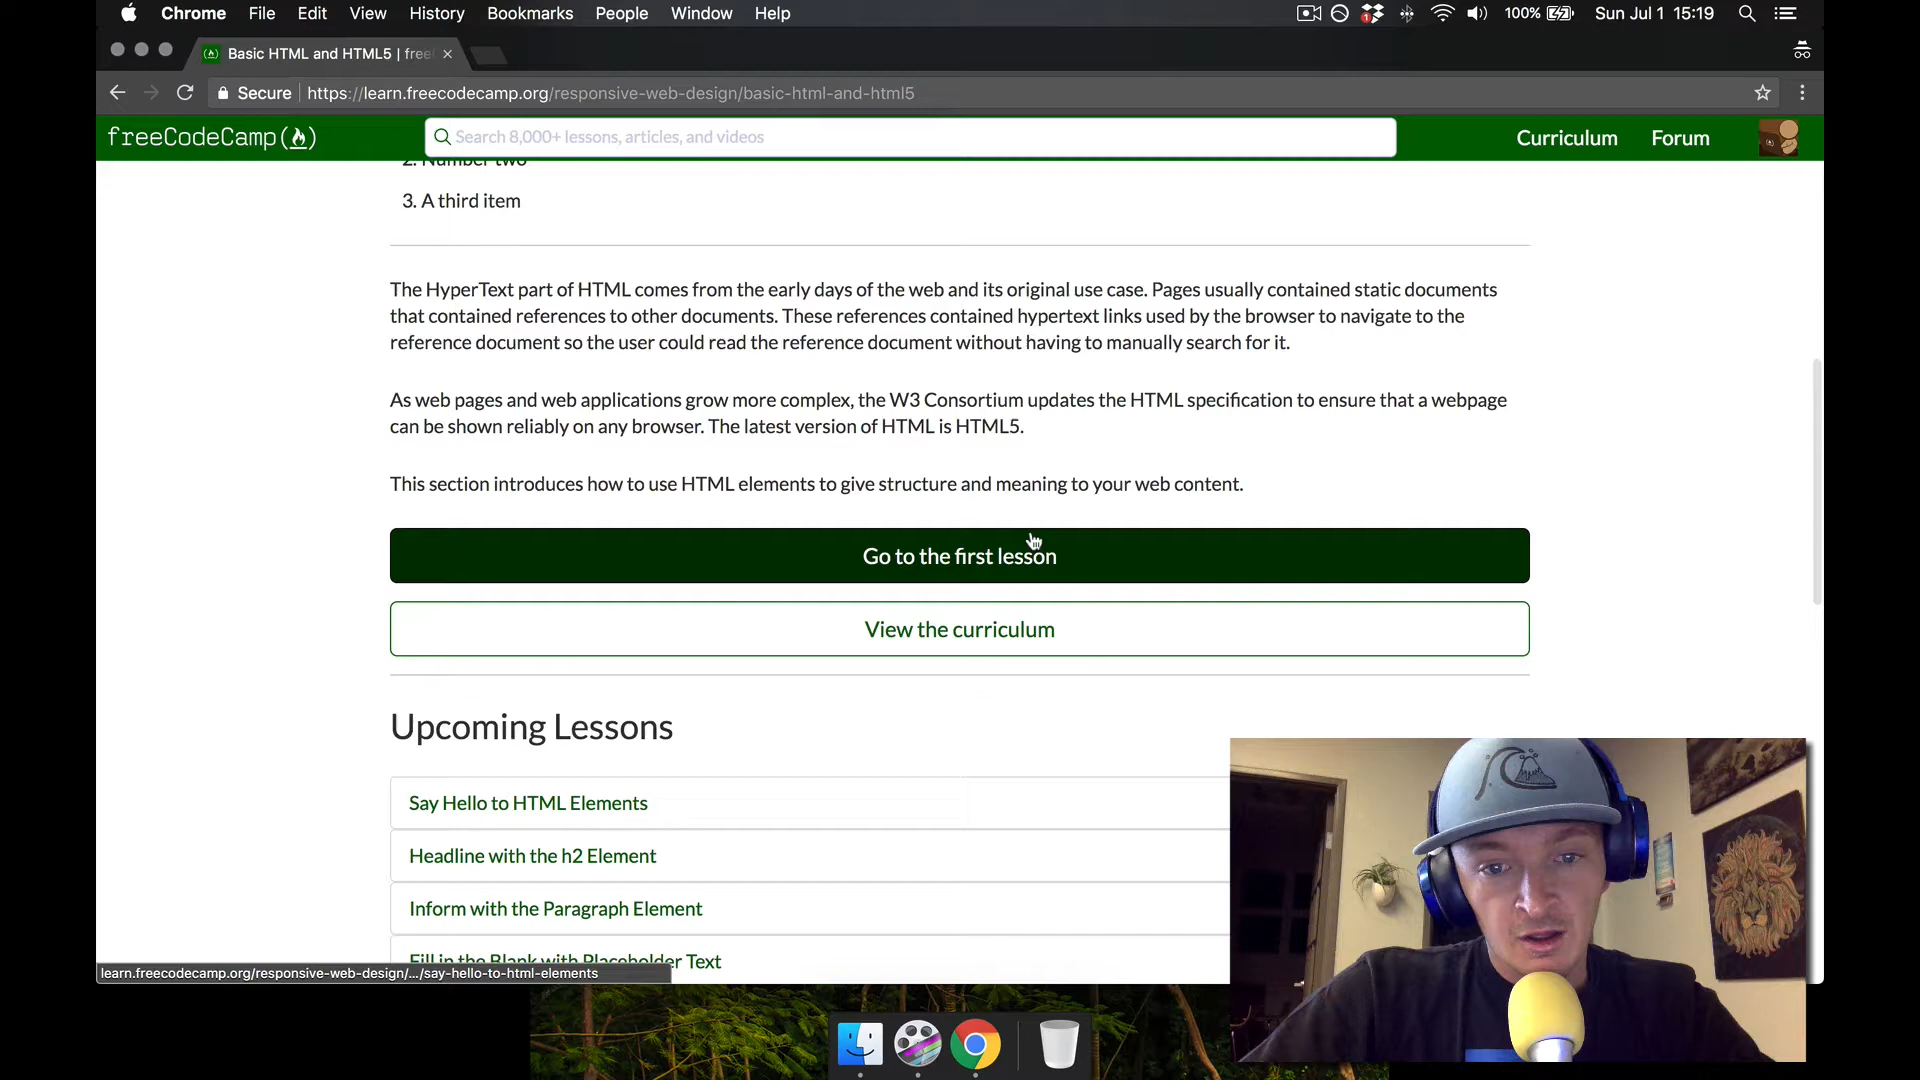 Chrome File Edit View History Bookmarks People Window Help 1 100% Sun Jul 1 15:19
Basic HTML and HTML5 | free
Secure https://learn.freecodecamp.org/responsive-web-design/basic-html-and-html5
freeCodeCamp Search 8,000+ lessons, articles, and videos Curriculum Forum
2. Number two
3. A third item
The HyperText part of HTML comes from the early days of the web and its original use case. Pages usually contained static documents
that contained references to other documents. These references contained hypertext links used by the browser to navigate to the
reference document so the user could read the reference document without having to manually search for it.
As web pages and web applications grow more complex, the W3 Consortium updates the HTML specification to ensure that a webpage
can be shown reliably on any browser. The latest version of HTML is HTML5.
This section introduces how to use HTML elements to give structure and meaning to your web content.
Go to the first lesson
View the curriculum
Upcoming Lessons
Say Hello to HTML Elements
Headline with the h2 Element
Inform with the Paragraph Element
Fill in the Blank with Placeholder Text
learn.freecodecamp.org/responsive-web-design/.../say-hello-to-html-elements